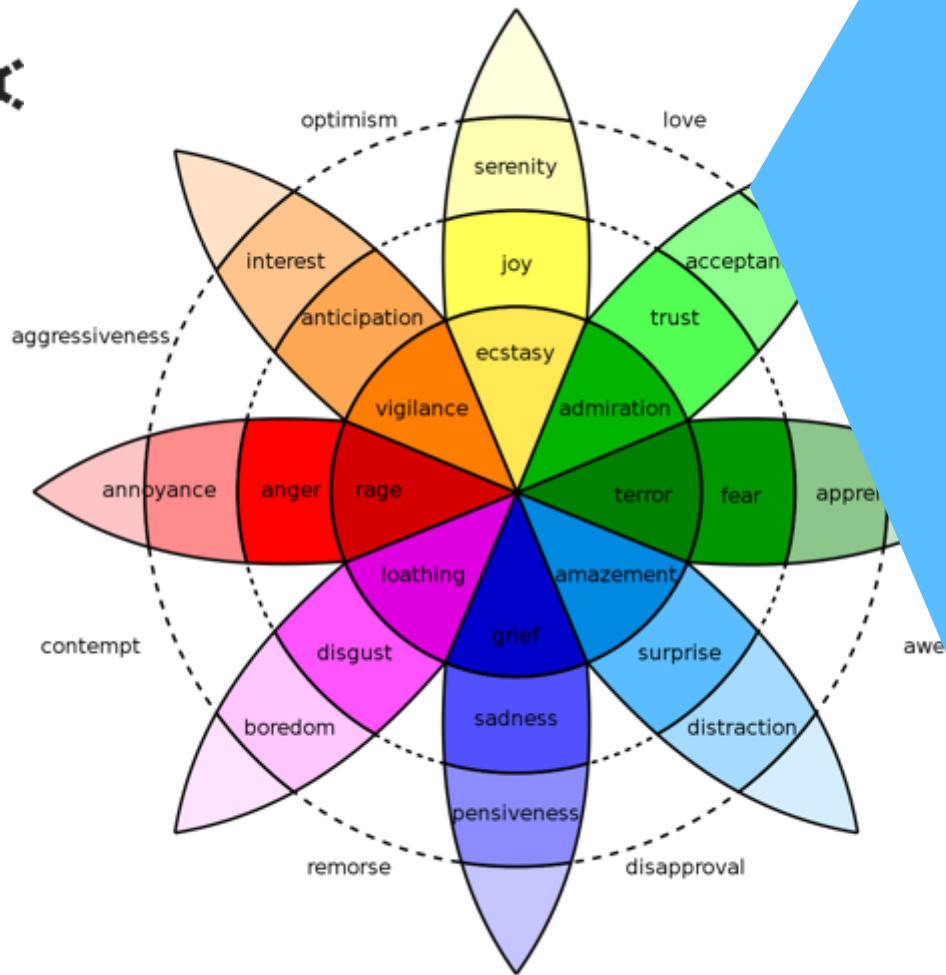 optimism
love
serenity
interest
joy
acceptan
anticipation
trust
aggressiveness
ecstasy
vigilance
admiration
annoyance
anger
rage
terror
fear
appre
loathing
amazement
contempt
grief
awe
disgust
surprise
boredom
sadness
distraction
pensiveness
remorse
disapproval